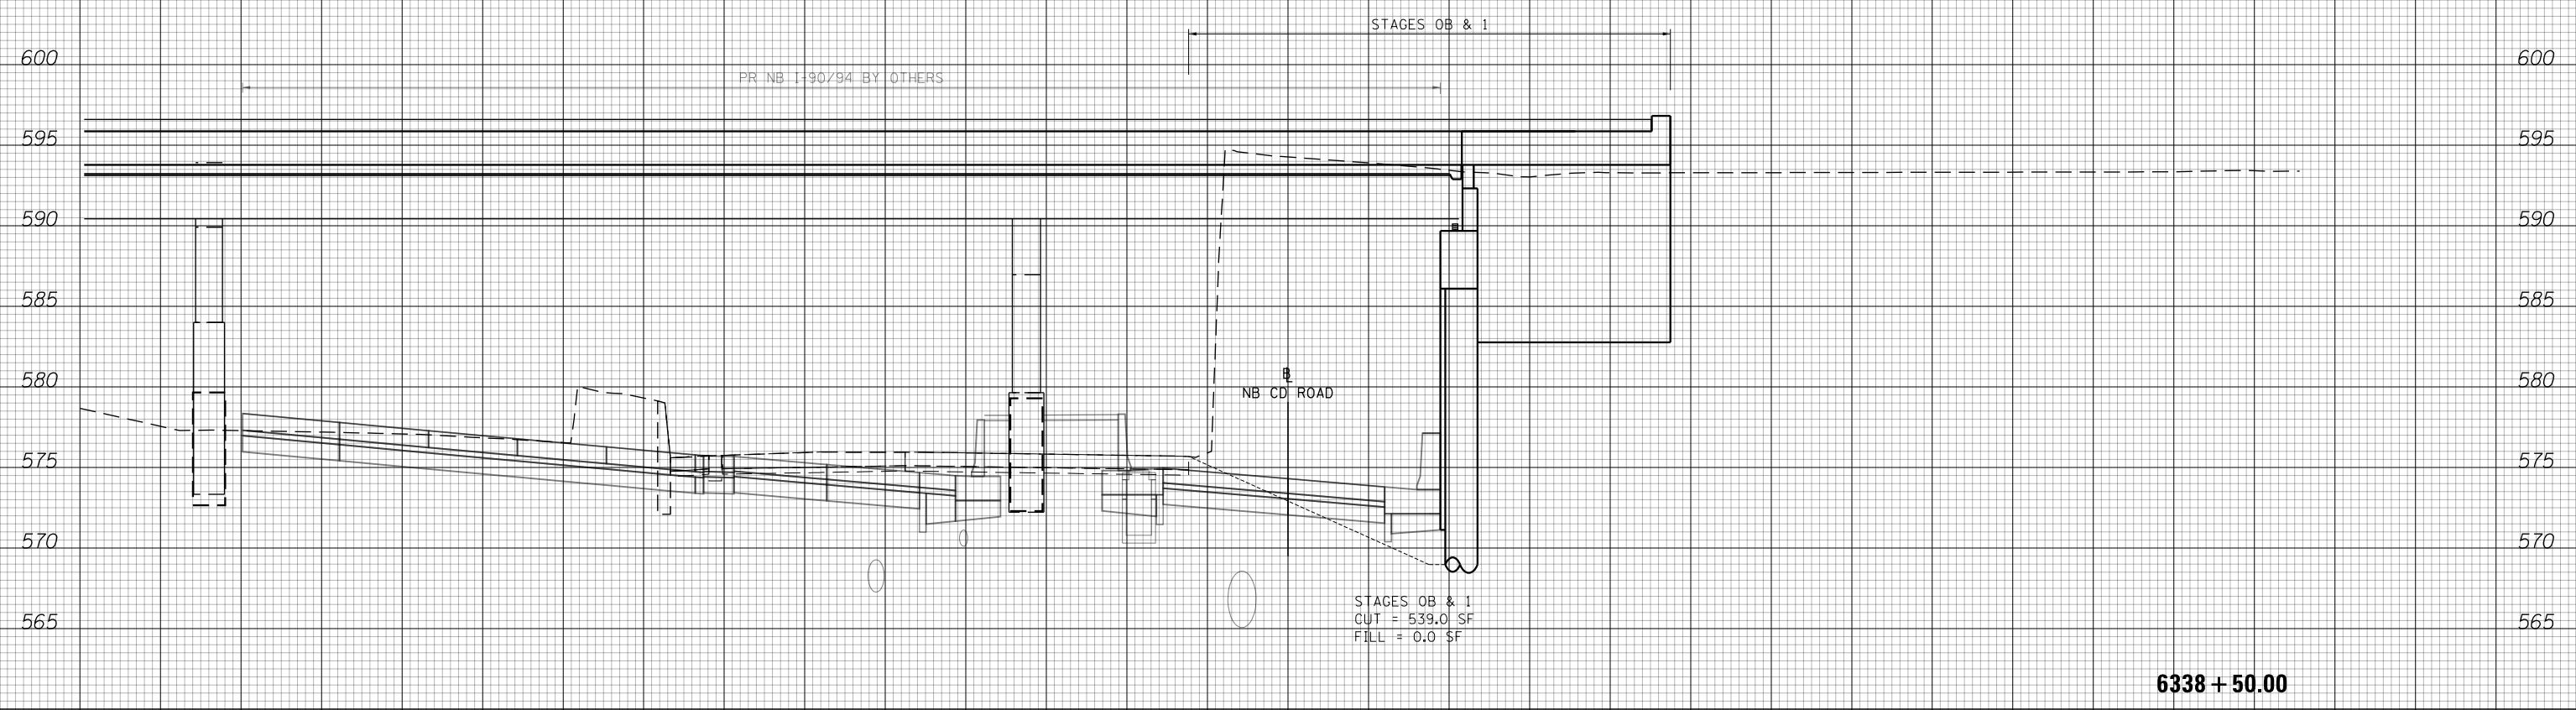 STAGES 0B & 1
600 600
PR NB I-90/94 BY OTHERS
595 595
590 590
585 585
580 580
B
L
NB CD ROAD
575 575
570 570
STAGES 0B & 1
CUT = 539.0 SF
565 565
FILL = 0.0 SF
6338+50.00